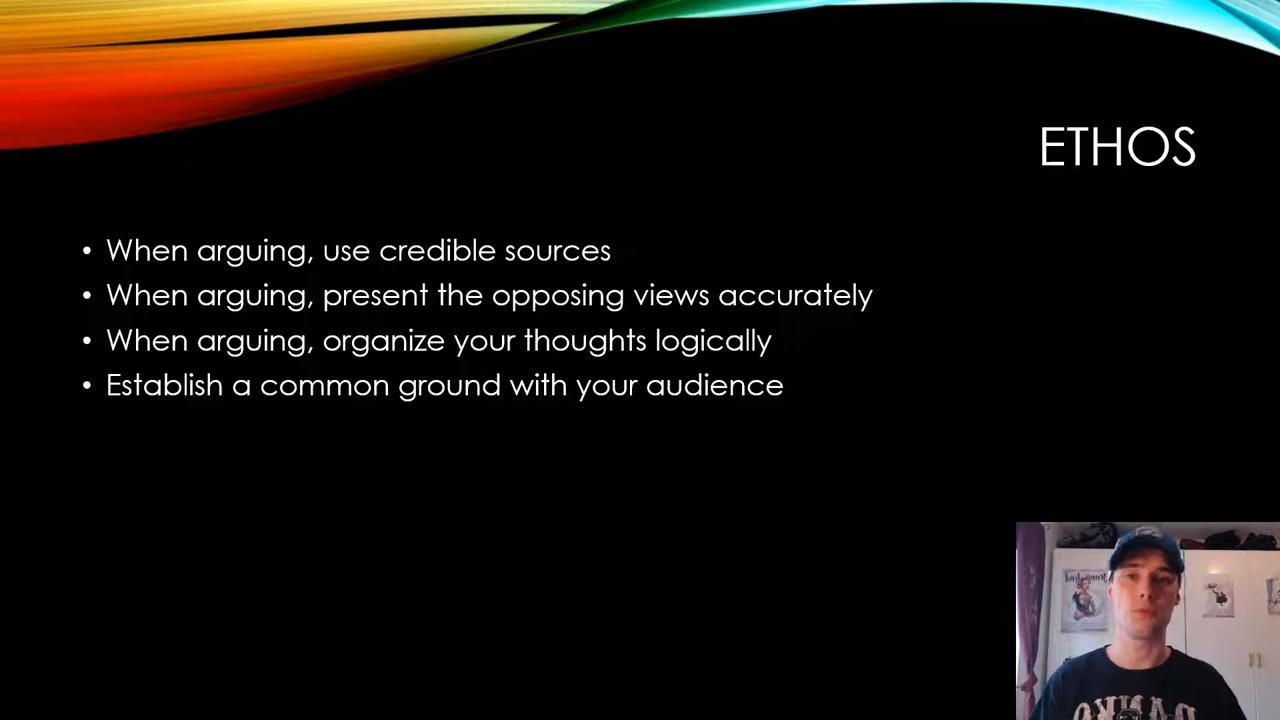 ETHOS
• When arguing, use credible sources
• When arguing, present the opposing views accurately
• When arguing, organize your thoughts logically
• Establish a common ground with your audience